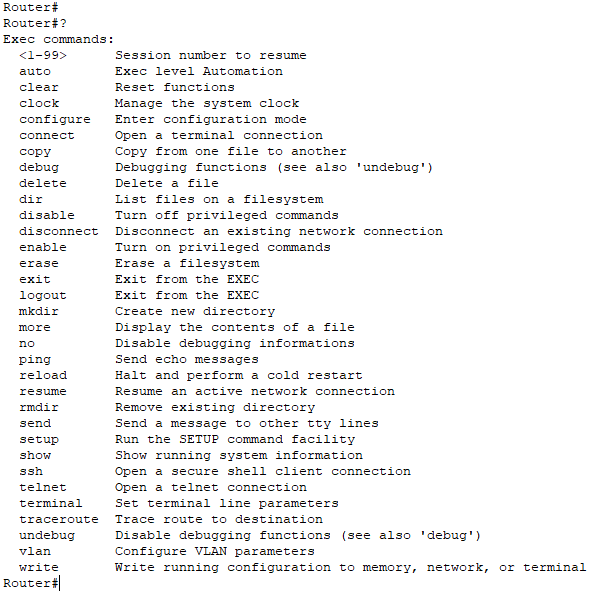 Router#
Router#?
Exec commands:
  <1-99>      Session number to resume
  auto        Exec level Automation
  clear       Reset functions
  clock       Manage the system clock
  configure   Enter configuration mode
  connect     Open a terminal connection
  copy        Copy from one file to another
  debug       Debugging functions (see also 'undebug')
  delete      Delete a file
  dir         List files on a filesystem
  disable     Turn off privileged commands
  disconnect  Disconnect an existing network connection
  enable      Turn on privileged commands
  erase       Erase a filesystem
  exit        Exit from the EXEC
  logout      Exit from the EXEC
  mkdir       Create new directory
  more        Display the contents of a file
  no          Disable debugging informations
  ping        Send echo messages
  reload      Halt and perform a cold restart
  resume      Resume an active network connection
  rmdir       Remove existing directory
  send        Send a message to other tty lines
  setup       Run the SETUP command facility
  show        Show running system information
  ssh         Open a secure shell client connection
  telnet      Open a telnet connection
  terminal    Set terminal line parameters
  traceroute  Trace route to destination
  undebug     Disable debugging functions (see also 'debug')
  vlan        Configure VLAN parameters
  write       Write running configuration to memory, network, or terminal
Router#